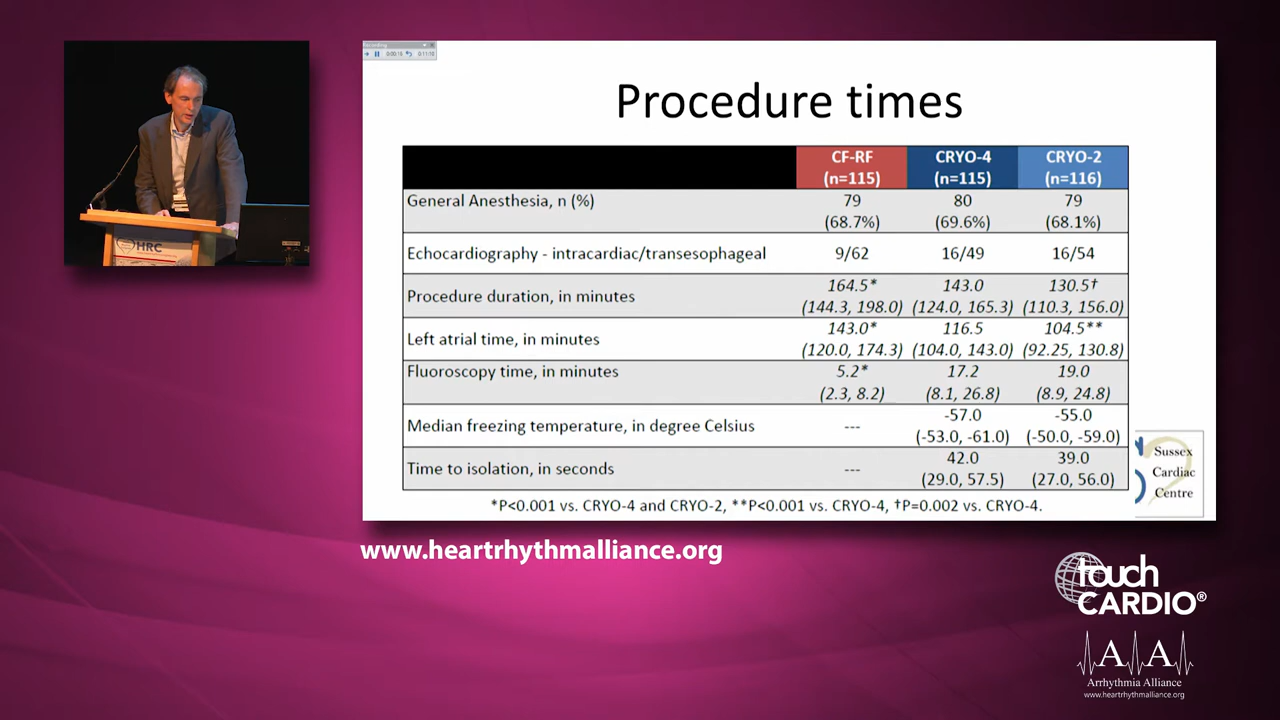 Recording
0:00:16
0:11:10
Procedure times
CF-RF CRYO-4 CRYO-2
(n=115) (n=115) (n=116)
General Anesthesia, n (%) 79 80 79
(68.7%) (69.6%) (68.1%)
Echocardiography - intracardiac/transesophageal 9/62 16/49 16/54
Procedure duration, in minutes 164.5* 143.0 130.5†
(144.3, 198.0) (124.0, 165.3) (110.3, 156.0)
Left atrial time, in minutes 143.0* 116.5 104.5**
(120.0, 174.3) (104.0, 143.0) (92.25, 130.8)
Fluoroscopy time, in minutes 5.2* 17.2 19.0
(2.3, 8.2) (8.1, 26.8) (8.9, 24.8)
Median freezing temperature, in degree Celsius --- -57.0 -55.0
(-53.0, -61.0) (-50.0, -59.0)
Time to isolation, in seconds --- 42.0 39.0
(29.0, 57.5) (27.0, 56.0)
*P<0.001 vs. CRYO-4 and CRYO-2, **P<0.001 vs. CRYO-4, †P=0.002 vs. CRYO-4.
Sussex
Cardiac
Centre
HRC
www.heartrhythmalliance.org
touch
CARDIO®
A A
Arrhythmia Alliance
www.heartrhythmalliance.org